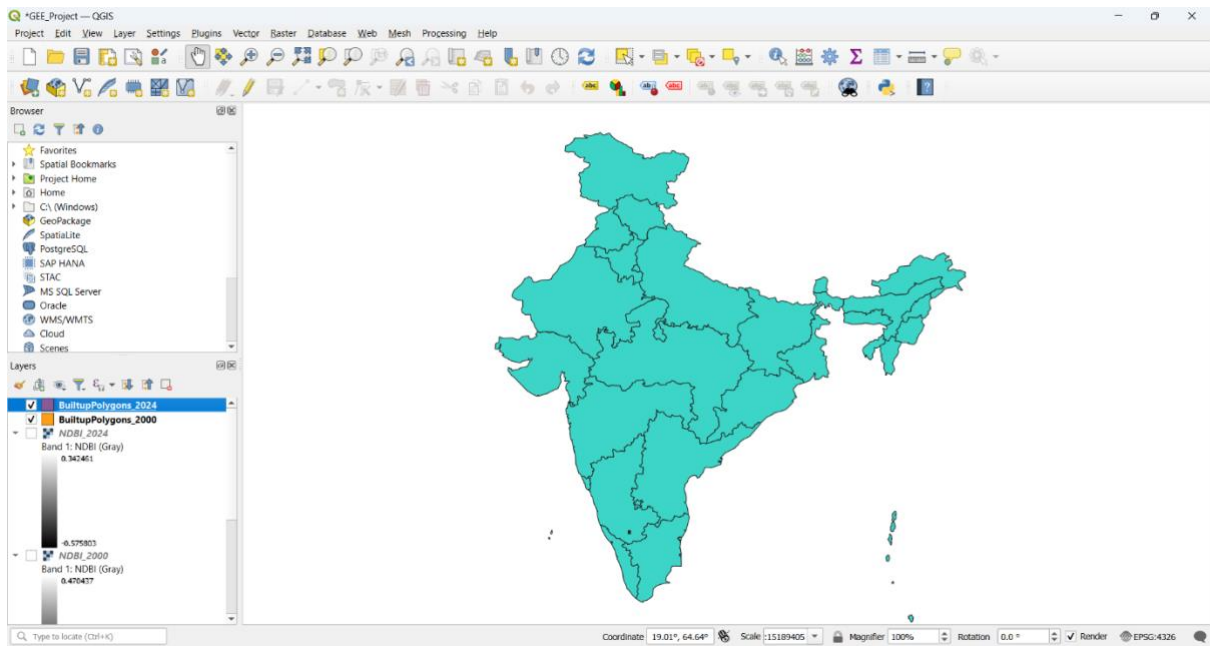 *GEE_Project — QGIS
Project Edit View Layer Settings Plugins Vector Raster Database Web Mesh Processing Help
Browser
Favorites
Spatial Bookmarks
Project Home
Home
C:\ (Windows)
GeoPackage
SpatiaLite
PostgreSQL
SAP HANA
STAC
MS SQL Server
Oracle
WMS/WMTS
Cloud
Scenes
Layers
BuiltupPolygons_2024
BuiltupPolygons_2000
NDBI_2024
Band 1: NDBI (Gray)
0.342461
-0.575803
NDBI_2000
Band 1: NDBI (Gray)
0.470437
Type to locate (Ctrl+K) Coordinate 19.01°, 64.64° Scale :15189405 Magnifier 100% Rotation 0.0 ° Render EPSG:4326